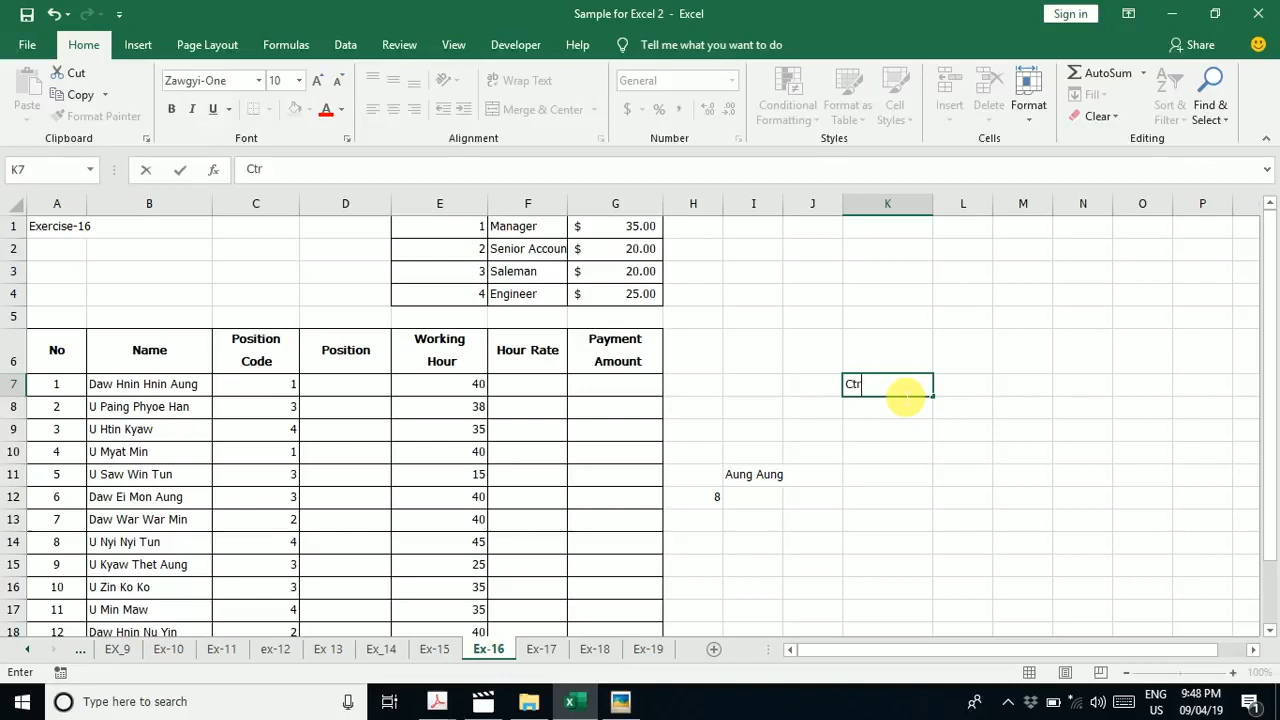 Sample for Excel 2 - Excel
Sign in
File Home Insert Page Layout Formulas Data Review View Developer Help Tell me what you want to do Share
Paste
Cut
Copy
Format Painter
Clipboard
Zawgyi-One 10
B I U
Font
Wrap Text
Merge & Center
Alignment
General
$ % ,
Number
Conditional Formatting
Format as Table
Cell Styles
Styles
Insert Delete Format
Cells
AutoSum
Fill
Clear
Sort & Filter
Find & Select
Editing
K7 fx Ctr
A B C D E F G H I J K L M N O P
1 Exercise-16 1 Manager $ 35.00
2 2 Senior Accoun $ 20.00
3 3 Saleman $ 20.00
4 4 Engineer $ 25.00
5
6 No Name Position Code Position Working Hour Hour Rate Payment Amount
7 1 Daw Hnin Hnin Aung 1 40 Ctr
8 2 U Paing Phyoe Han 3 38
9 3 U Htin Kyaw 4 35
10 4 U Myat Min 1 40
11 5 U Saw Win Tun 3 15 Aung Aung
12 6 Daw Ei Mon Aung 3 40 8
13 7 Daw War War Min 2 40
14 8 U Nyi Nyi Tun 4 45
15 9 U Kyaw Thet Aung 3 25
16 10 U Zin Ko Ko 3 35
17 11 U Min Maw 4 35
18 12 Daw Hnin Nu Yin 2 40
... EX_9 Ex-10 Ex-11 ex-12 Ex 13 Ex_14 Ex-15 Ex-16 Ex-17 Ex-18 Ex-19
Enter 100%
Type here to search
ENG US
9:48 PM
09/04/19
1